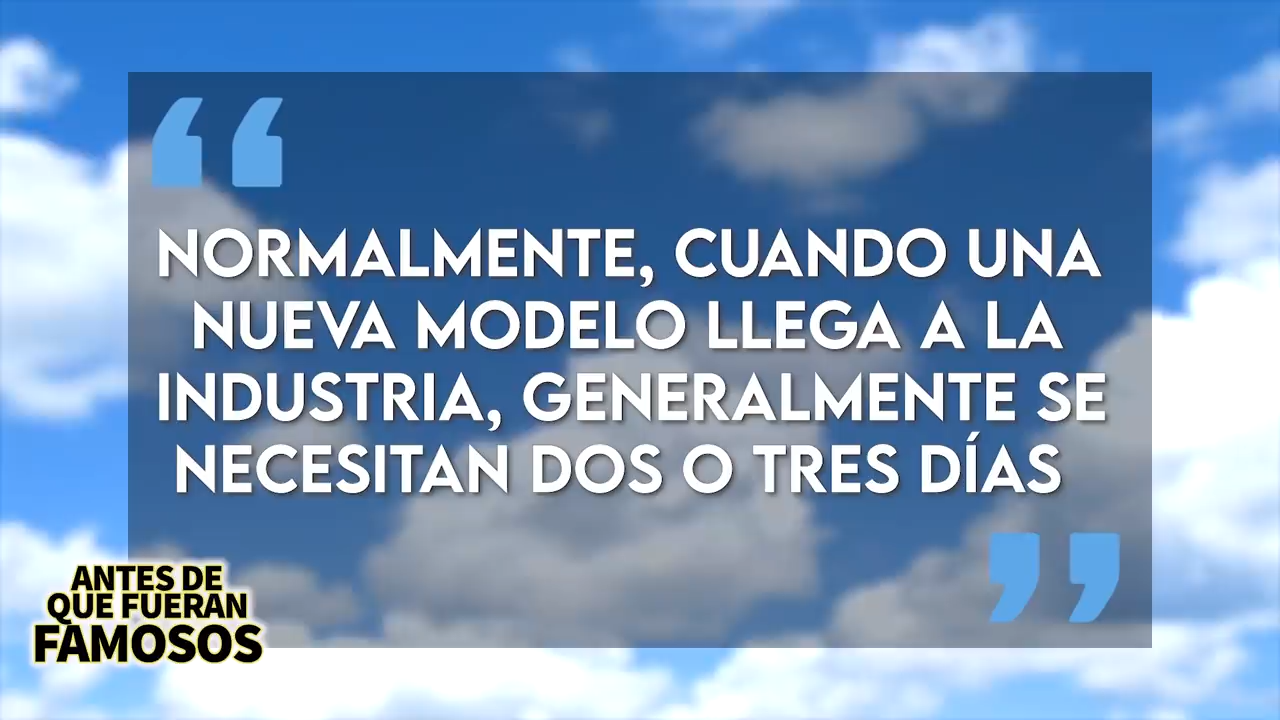 “
NORMALMENTE, CUANDO UNA
NUEVA MODELO LLEGA A LA
INDUSTRIA, GENERALMENTE SE
NECESITAN DOS O TRES DÍAS
”
ANTES DE
QUE FUERAN
FAMOSOS